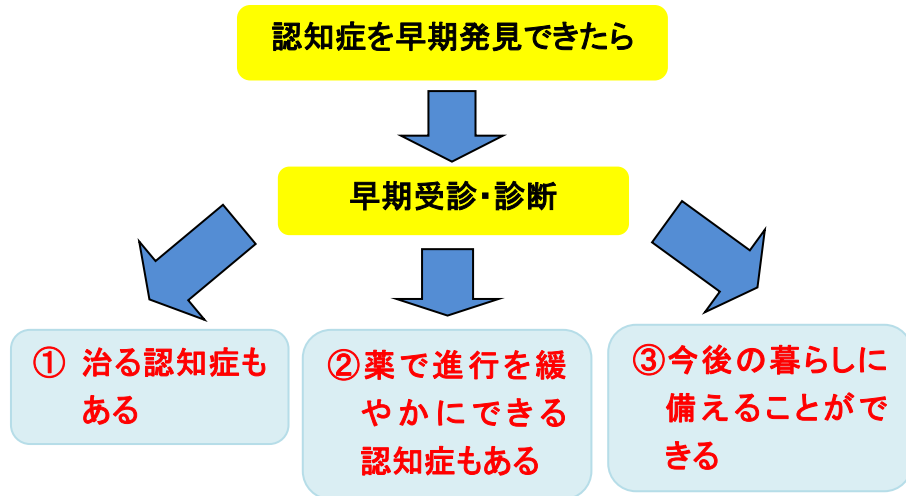 認知症を早期発見できたら
早期受診・診断
① 治る認知症も
ある
②薬で進行を緩
やかにできる
認知症もある
③今後の暮らしに
備えることがで
きる